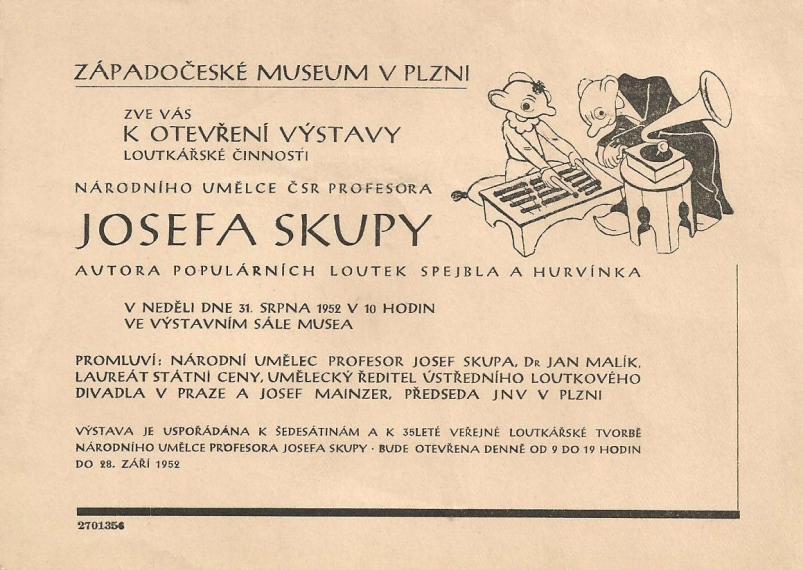 ZÁPADOČESKÉ MUSEUM V PLZNI
ZVE VÁS
K OTEVŘENÍ VÝSTAVY
LOUTKÁŘSKÉ ČINNOSTI
NÁRODNÍHO UMĚLCE ČSR PROFESORA
JOSEFA SKUPY
AUTORA POPULÁRNÍCH LOUTEK SPEJBLA A HURVÍNKA
V NEDĚLI DNE 31. SRPNA 1952 V 10 HODIN
VE VÝSTAVNÍM SÁLE MUSEA
PROMLUVÍ: NÁRODNÍ UMĚLEC PROFESOR JOSEF SKUPA, DR JAN MALÍK,
LAUREÁT STÁTNÍ CENY, UMĚLECKÝ ŘEDITEL ÚSTŘEDNÍHO LOUTKOVÉHO
DIVADLA V PRAZE A JOSEF MAINZER, PŘEDSEDA JNV V PLZNI
VÝSTAVA JE USPOŘÁDÁNA K ŠEDESÁTINÁM A K 35LETÉ VEŘEJNÉ LOUTKÁŘSKÉ TVORBĚ
NÁRODNÍHO UMĚLCE PROFESORA JOSEFA SKUPY · BUDE OTEVŘENA DENNĚ OD 9 DO 19 HODIN
DO 28. ZÁŘÍ 1952
2701356